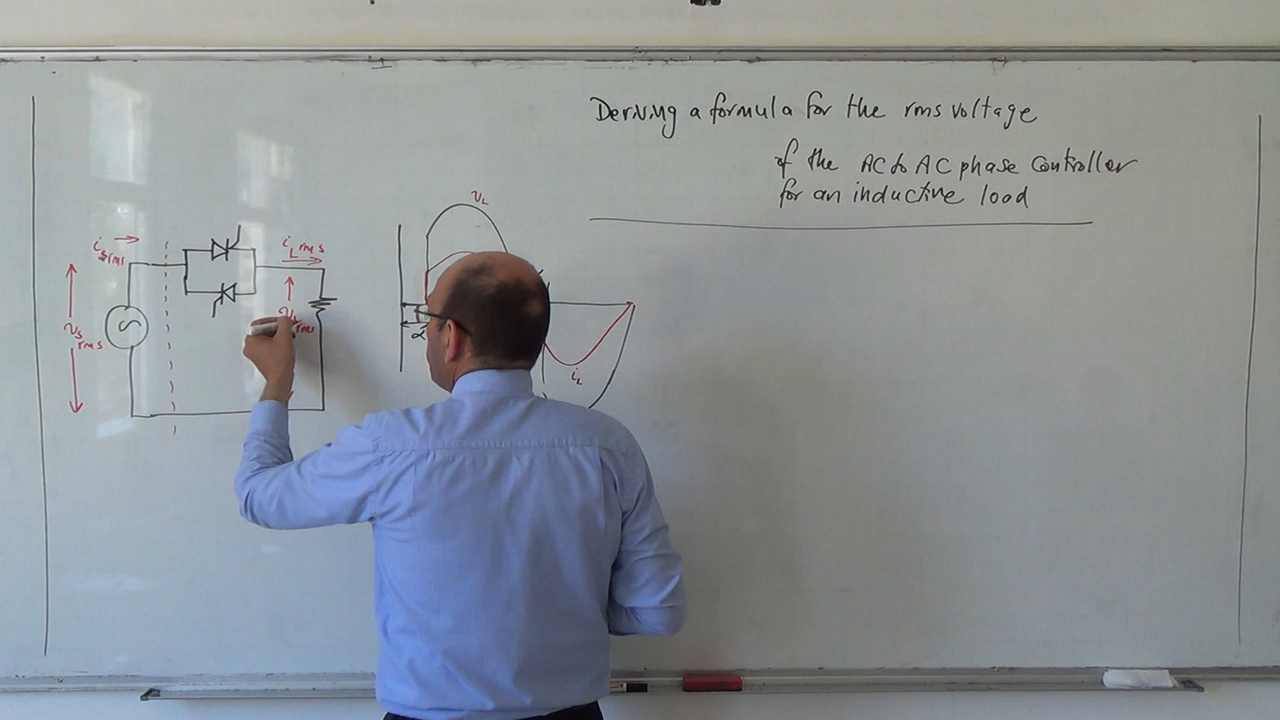 Deriving a formula for the rms voltage
of the AC to AC phase controller
for an inductive load
vL
is rms
iL rms
vs rms
vL rms
α
iL